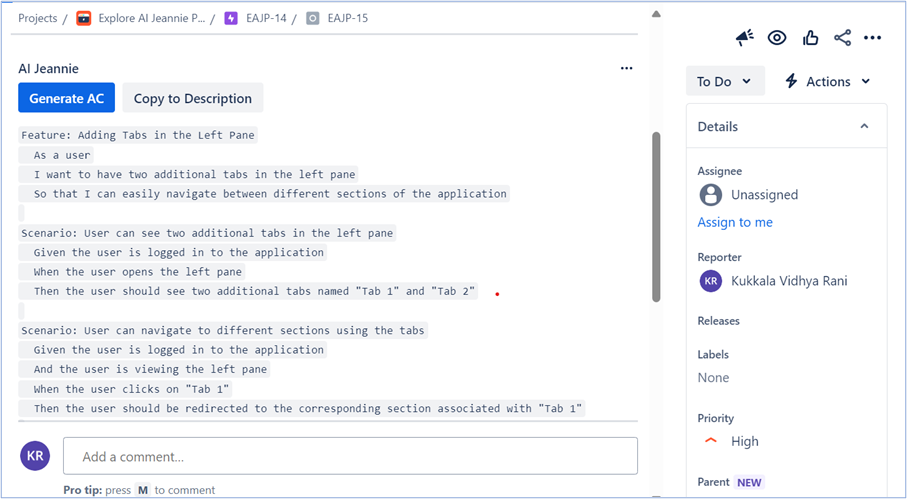 Projects / Explore AI Jeannie P... / EAJP-14 / EAJP-15
AI Jeannie
Generate AC Copy to Description
Feature: Adding Tabs in the Left Pane
As a user
I want to have two additional tabs in the left pane
So that I can easily navigate between different sections of the application
Scenario: User can see two additional tabs in the left pane
Given the user is logged in to the application
When the user opens the left pane
Then the user should see two additional tabs named "Tab 1" and "Tab 2"
Scenario: User can navigate to different sections using the tabs
Given the user is logged in to the application
And the user is viewing the left pane
When the user clicks on "Tab 1"
Then the user should be redirected to the corresponding section associated with "Tab 1"
KR Add a comment...
Pro tip: press M to comment
To Do Actions
Details
Assignee
Unassigned
Assign to me
Reporter
KR Kukkala Vidhya Rani
Releases
Labels
None
Priority
High
Parent NEW